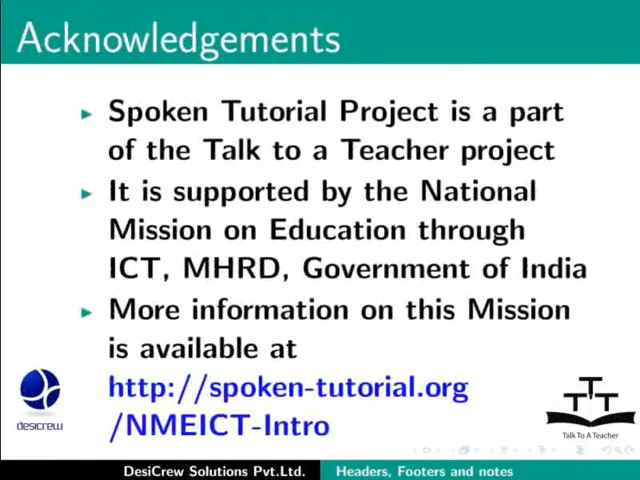 Acknowledgements
Spoken Tutorial Project is a part
of the Talk to a Teacher project
It is supported by the National
Mission on Education through
ICT, MHRD, Government of India
More information on this Mission
is available at
http://spoken-tutorial.org
/NMEICT-Intro
desicrew
TTT
Talk To A Teacher
DesiCrew Solutions Pvt.Ltd.
Headers, Footers and notes